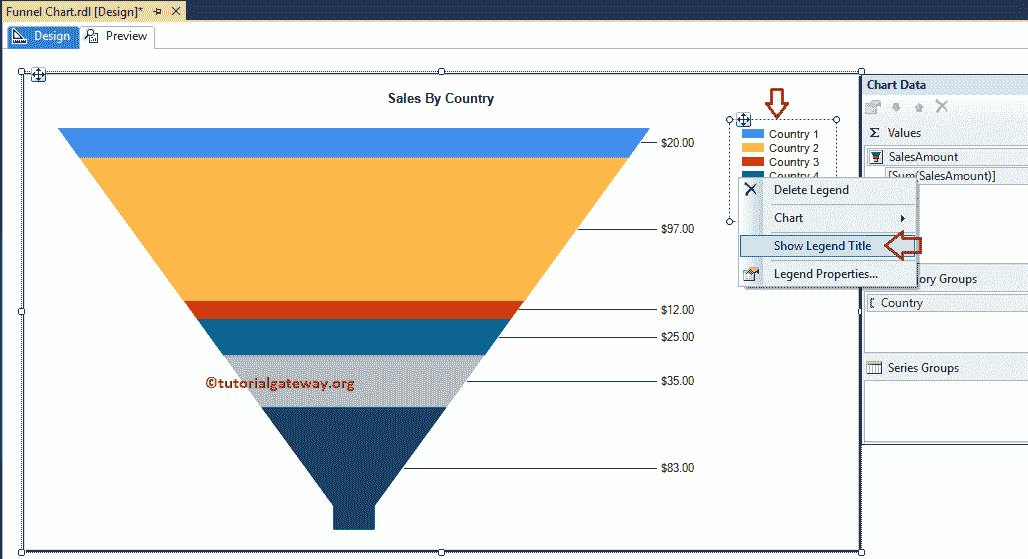 Funnel Chart.rdl [Design]*
Design
Preview
Sales By Country
$20.00
$97.00
$12.00
$25.00
$35.00
$83.00
©tutorialgateway.org
Country 1
Country 2
Country 3
Country 4
Delete Legend
Chart
Show Legend Title
Legend Properties...
Chart Data
Σ Values
SalesAmount
[Sum(SalesAmount)]
ory Groups
Country
Series Groups